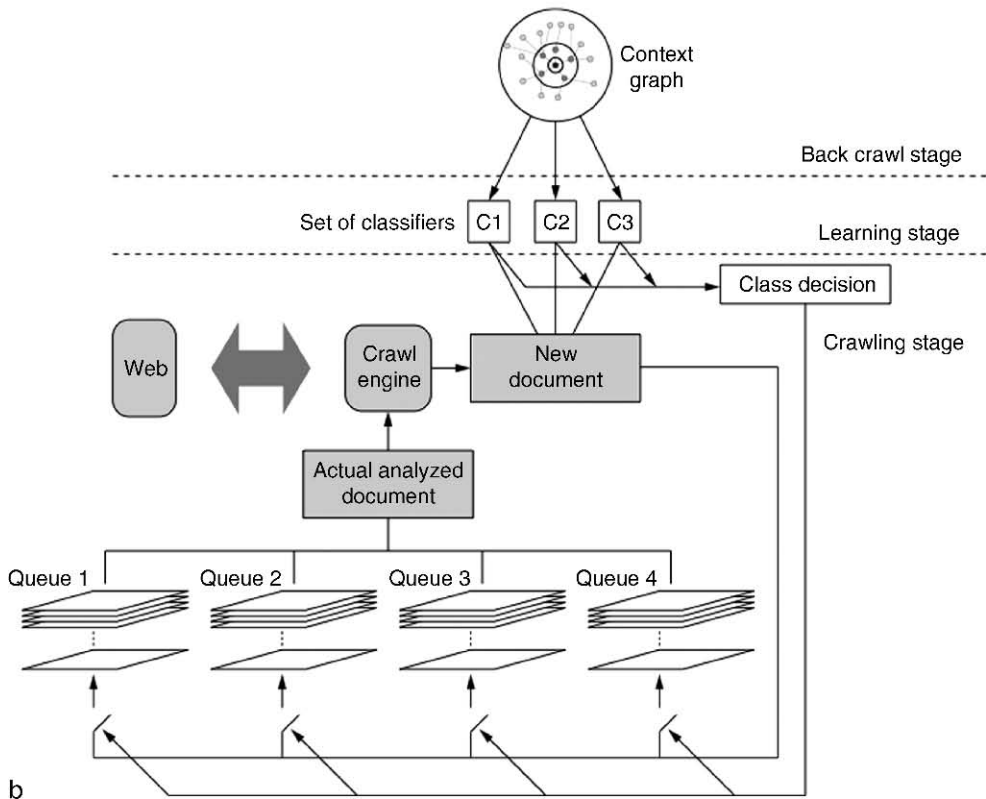 Context
graph
Back crawl stage
Set of classifiers
C1
C2
C3
Learning stage
Class decision
Crawling stage
Web
Crawl
engine
New
document
Actual analyzed
document
Queue 1
Queue 2
Queue 3
Queue 4
b